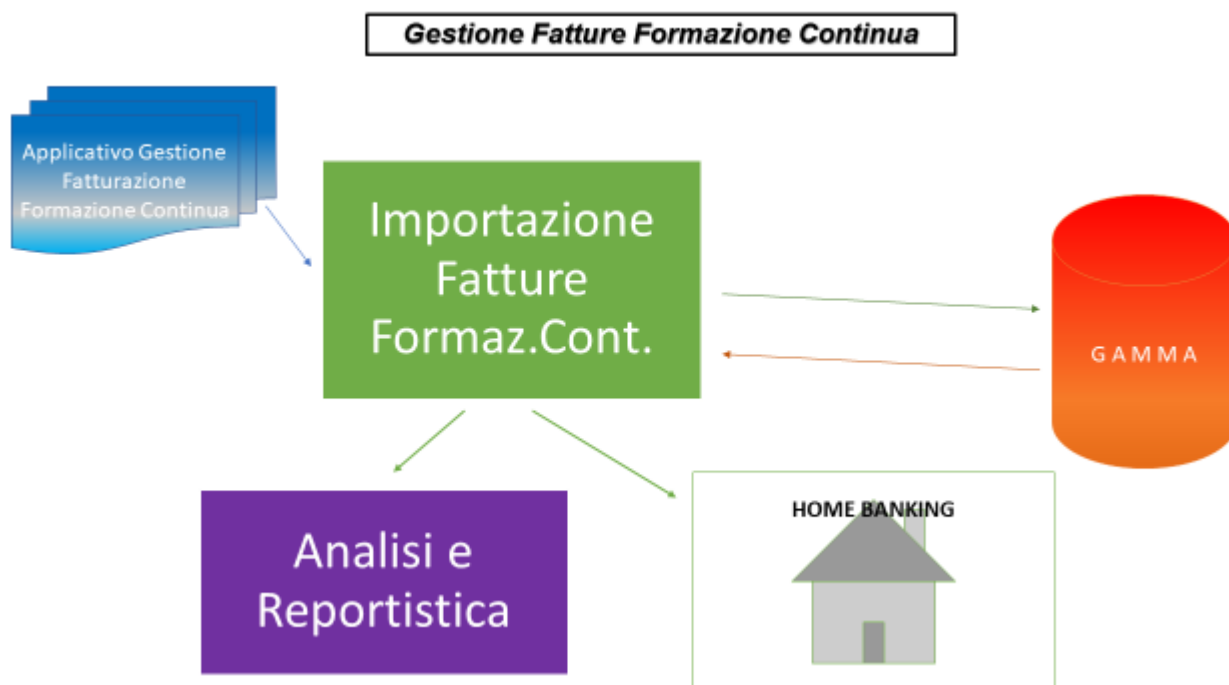 Gestione Fatture Formazione Continua
Applicativo Gestione
Fatturazione
Formazione Continua
Importazione
Fatture
Formaz.Cont.
G A M M A
HOME BANKING
Analisi e
Reportistica